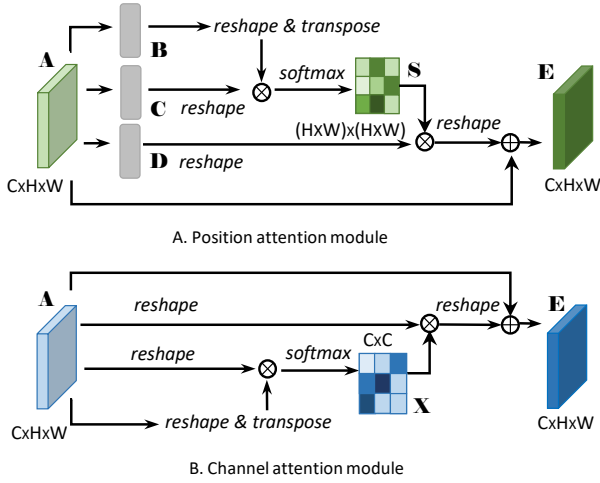 B
reshape & transpose
A
softmax
S
E
C
reshape
(HxW)x(HxW)
reshape
D
reshape
CxHxW
CxHxW
A. Position attention module
A
reshape
reshape
E
CxC
reshape
softmax
X
reshape & transpose
CxHxW
CxHxW
B. Channel attention module